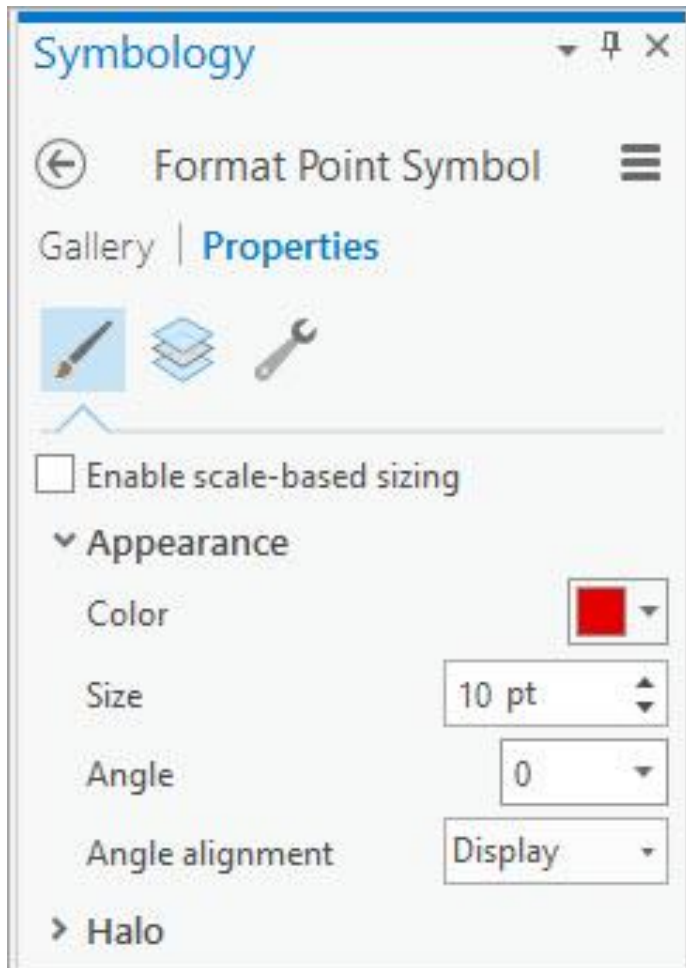 Symbology
Format Point Symbol
Gallery | Properties
Enable scale-based sizing
Appearance
Color
Size 10 pt
Angle 0
Angle alignment Display
Halo